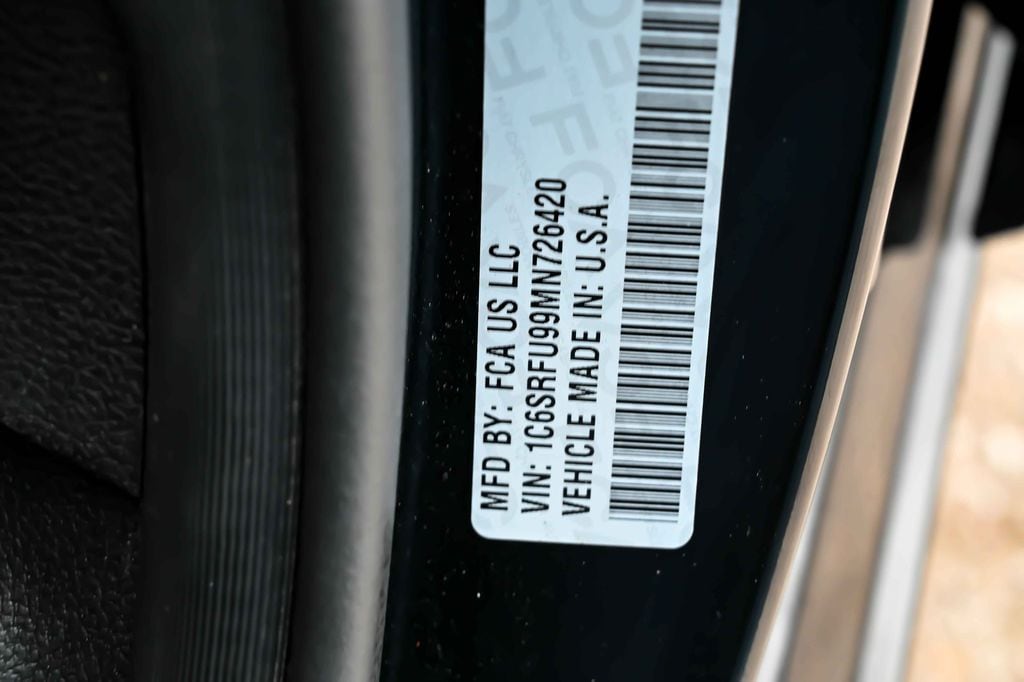 MFD BY: FCA US LLC
VIN: 1C6SRFU99MN726420
VEHICLE MADE IN: U.S.A.